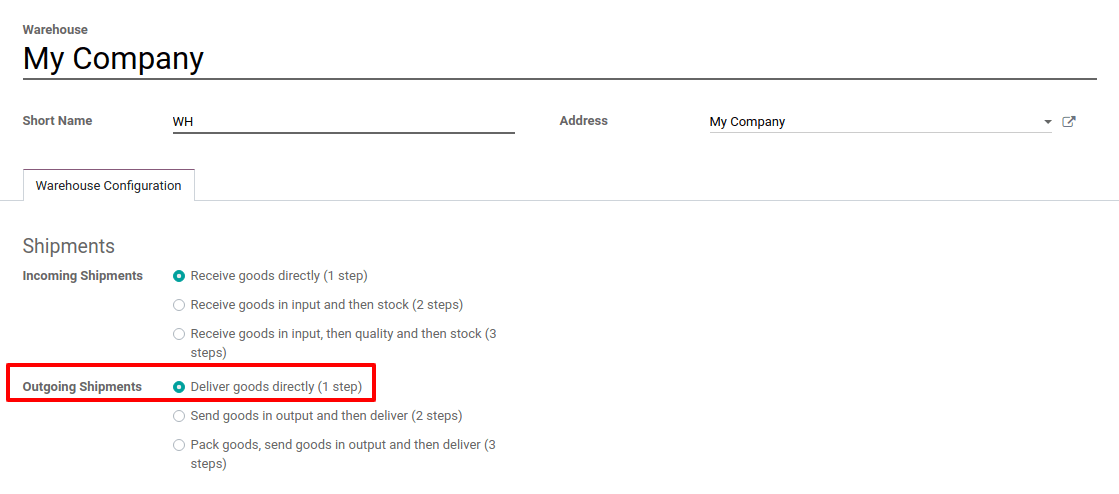 Warehouse
My Company
Short Name WH Address My Company
Warehouse Configuration
Shipments
Incoming Shipments Receive goods directly (1 step)
Receive goods in input and then stock (2 steps)
Receive goods in input, then quality and then stock (3
steps)
Outgoing Shipments Deliver goods directly (1 step)
Send goods in output and then deliver (2 steps)
Pack goods, send goods in output and then deliver (3
steps)